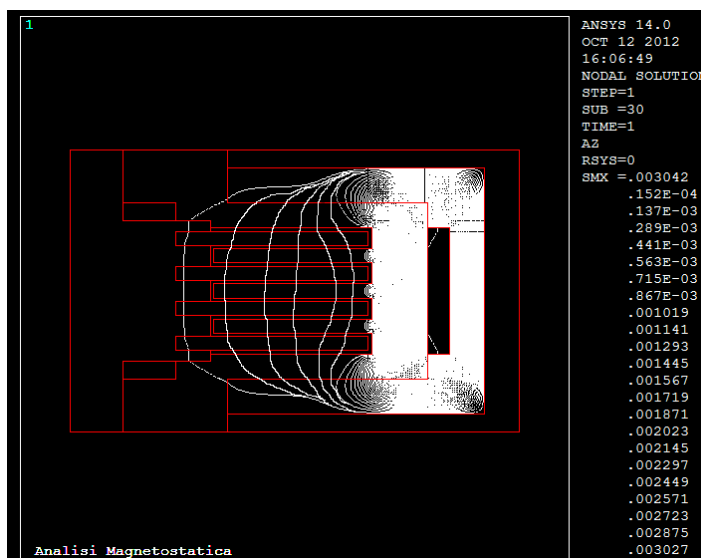 1
ANSYS 14.0
OCT 12 2012
16:06:49
NODAL SOLUTION
STEP=1
SUB =30
TIME=1
AZ
RSYS=0
SMX =.003042
.152E-04
.137E-03
.289E-03
.441E-03
.563E-03
.715E-03
.867E-03
.001019
.001141
.001293
.001445
.001567
.001719
.001871
.002023
.002145
.002297
.002449
.002571
.002723
.002875
.003027
Analisi Magnetostatica